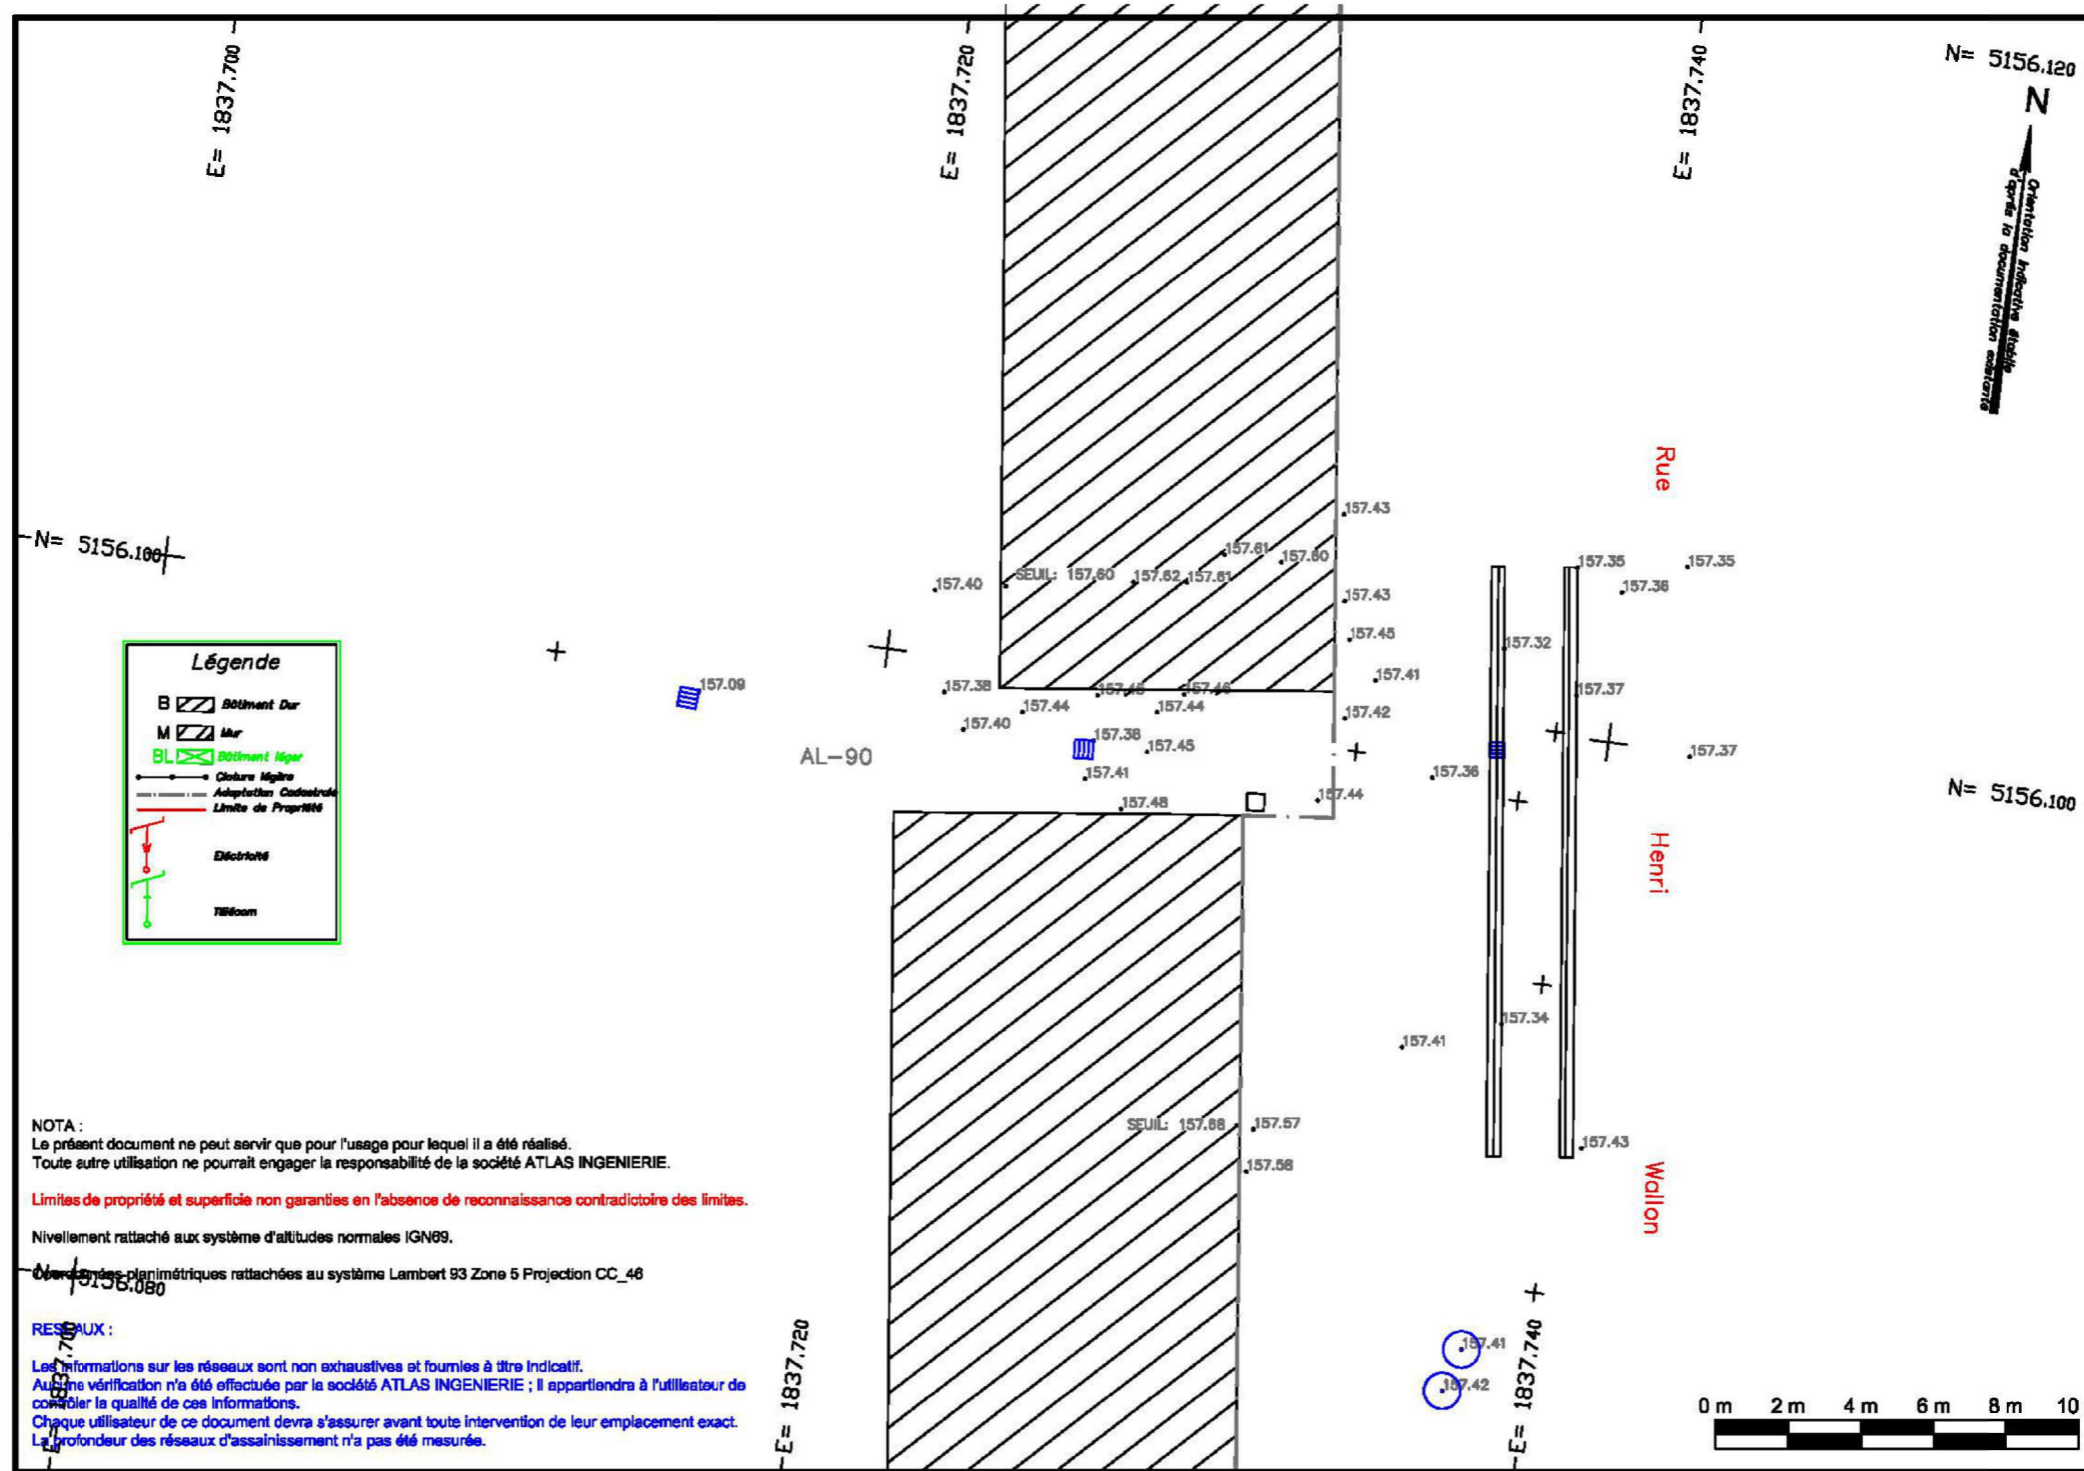 E= 1837.700
E= 1837.720
E= 1837.740
N= 5156.120
N
Orientation indicative établie
d'après la documentation existante
Rue
157.43
N= 5156.100
157.61
157.60
157.35
157.35
157.40
SEUIL: 157.60
157.62
157.61
157.36
157.43
157.45
157.32
157.09
157.38
157.45
157.46
157.41
157.37
157.44
157.44
157.42
157.40
157.38
157.45
157.37
AL-90
157.41
157.36
N= 5156.100
157.48
157.44
Légende
B Bâtiment Dur
M Mur
BL Bâtiment léger
Cloture légère
Adaptation Cadastrale
Limite de Propriété
Eléctricité
Télécom
Henri
157.34
157.41
SEUIL: 157.68
157.57
157.43
157.58
Wallon
NOTA :
Le présent document ne peut servir que pour l'usage pour lequel il a été réalisé.
Toute autre utilisation ne pourrait engager la responsabilité de la société ATLAS INGENIERIE.
Limites de propriété et superficie non garanties en l'absence de reconnaissance contradictoire des limites.
Nivellement rattaché aux système d'altitudes normales IGN69.
Coordonnées planimétriques rattachées au système Lambert 93 Zone 5 Projection CC_46
N= 5156.080
RESEAUX :
Les informations sur les réseaux sont non exhaustives et fournies à titre indicatif.
Aucune vérification n'a été effectuée par la société ATLAS INGENIERIE ; il appartiendra à l'utilisateur de
contrôler la qualité de ces informations.
Chaque utilisateur de ce document devra s'assurer avant toute intervention de leur emplacement exact.
La profondeur des réseaux d'assainissement n'a pas été mesurée.
E= 1837.700
E= 1837.720
E= 1837.740
157.41
157.42
0 m 2 m 4 m 6 m 8 m 10